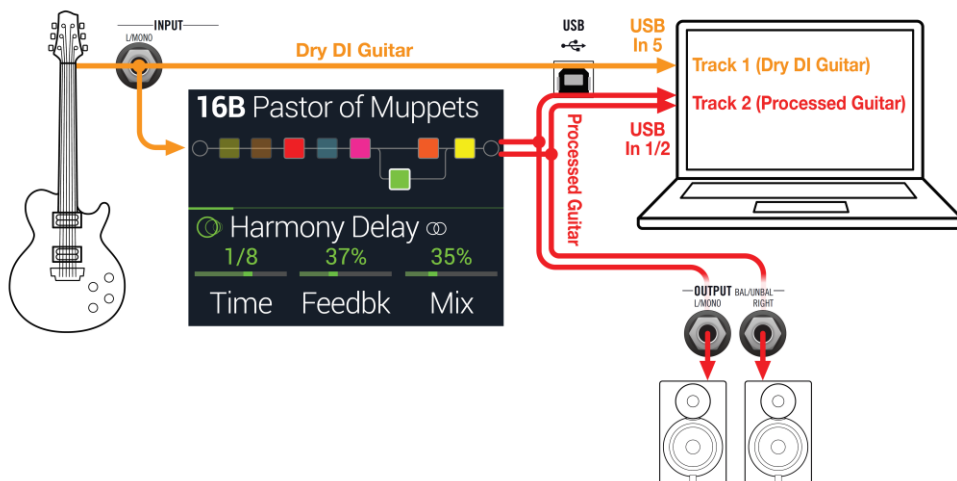 INPUT
L/MONO
Dry DI Guitar
USB
USB
In 5
Track 1 (Dry DI Guitar)
Track 2 (Processed Guitar)
USB
In 1/2
16B Pastor of Muppets
Processed Guitar
Harmony Delay
1/8 37% 35%
Time Feedbk Mix
OUTPUT BAL/UNBAL
L/MONO RIGHT